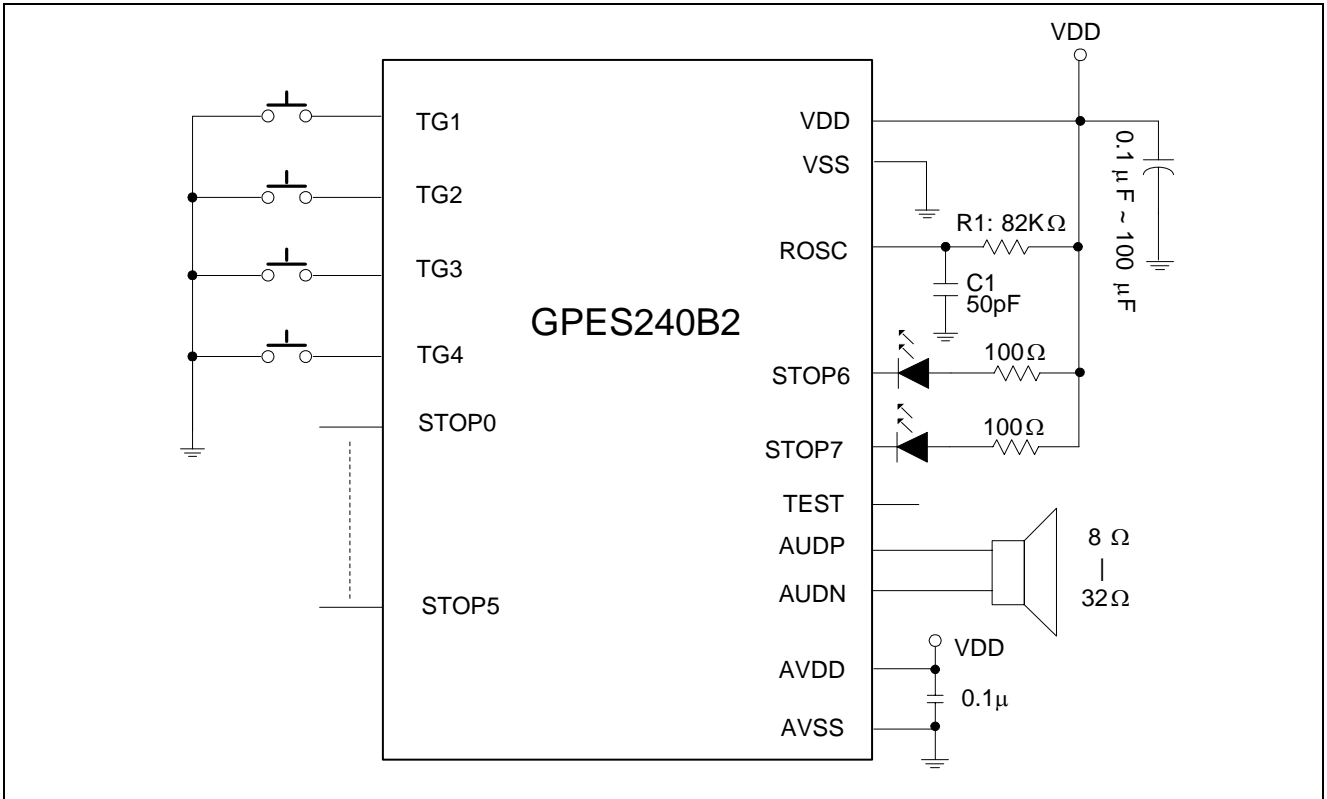 VDD
TG1
TG2
TG3
TG4
STOP0
STOP5
GPES240B2
VDD
VSS
ROSC
STOP6
STOP7
TEST
AUDP
AUDN
AVDD
AVSS
0.1 μF ~ 100 μF
R1: 82KΩ
C1
50pF
100Ω
100Ω
8 Ω
|
32Ω
VDD
0.1μ